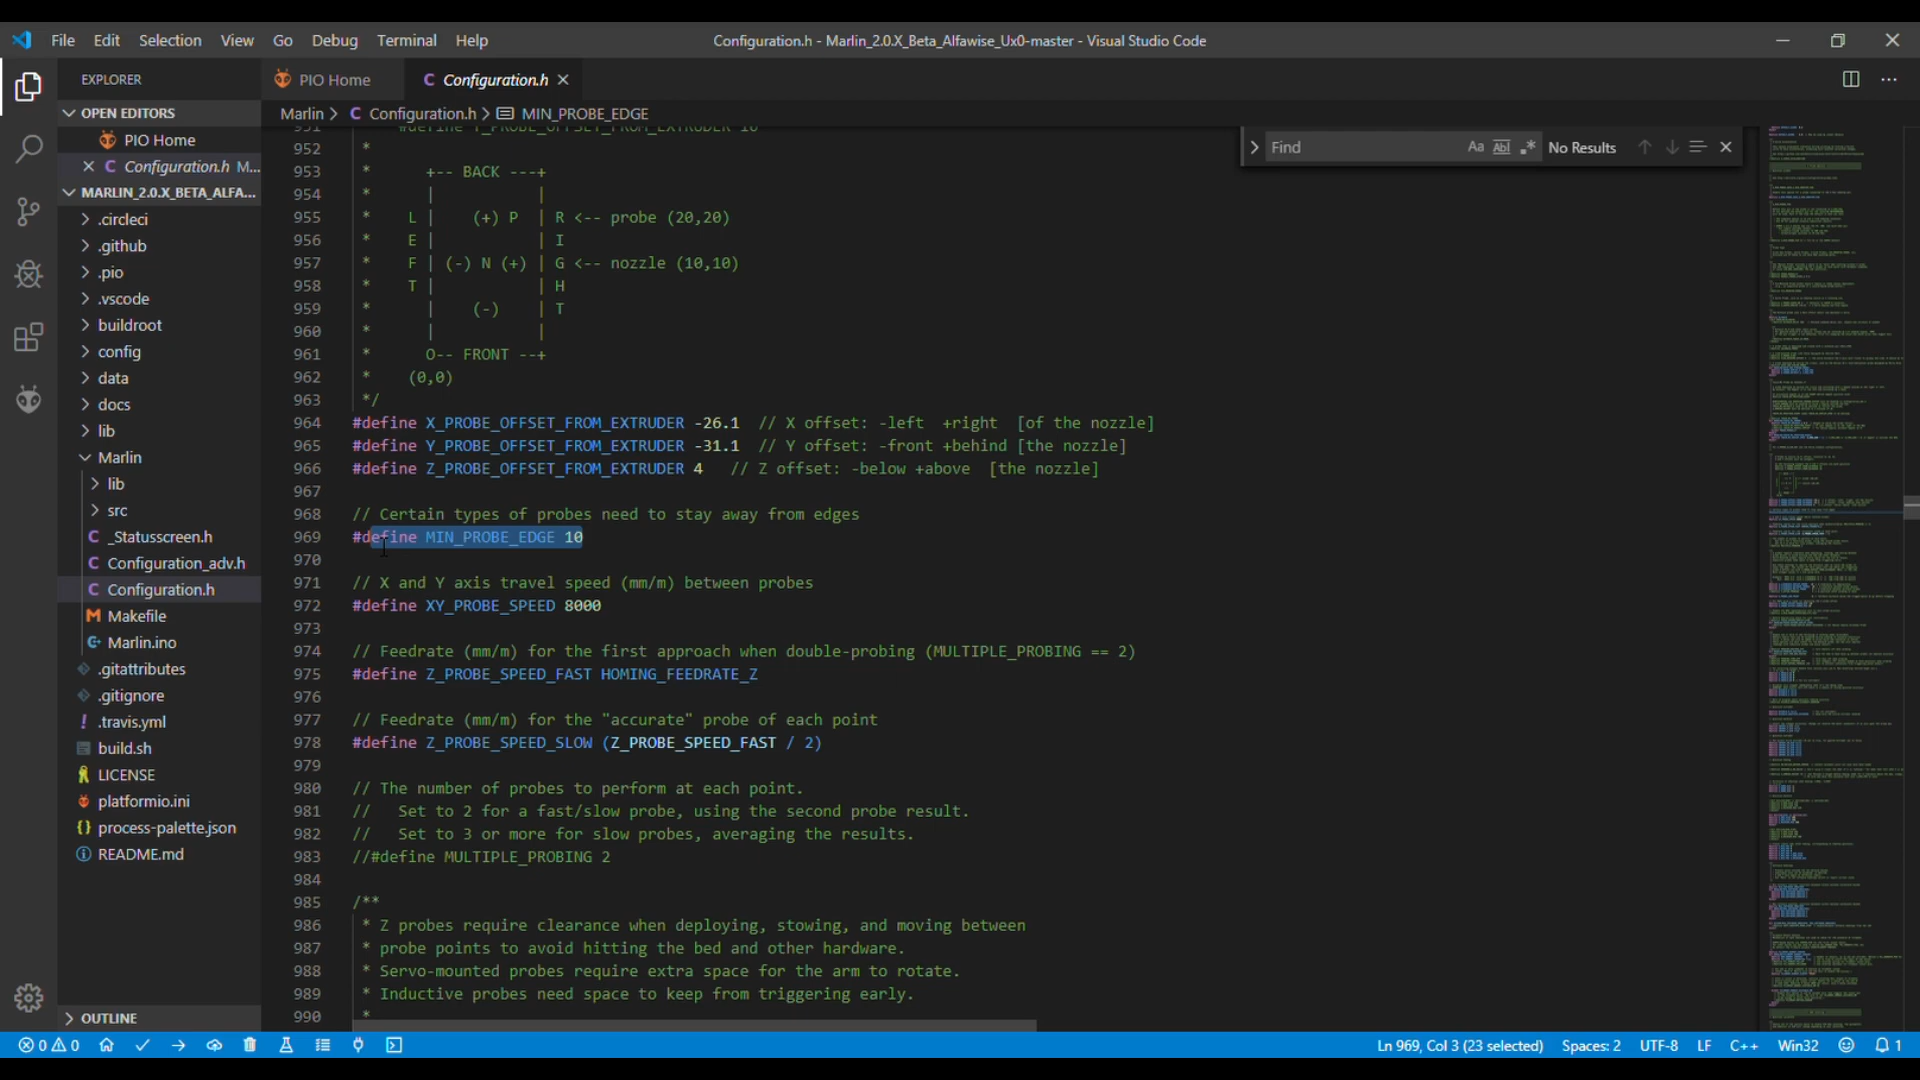 File Edit Selection View Go Debug Terminal Help Configuration.h - Marlin_2.0.X_Beta_Alfawise_Ux0-master - Visual Studio Code
EXPLORER
PIO Home
Configuration.h
OPEN EDITORS
PIO Home
Configuration.h M...
MARLIN_2.0.X_BETA_ALFA...
.circleci
.github
.pio
.vscode
buildroot
config
data
docs
lib
Marlin
lib
src
_Statusscreen.h
Configuration_adv.h
Configuration.h
Makefile
Marlin.ino
.gitattributes
.gitignore
.travis.yml
build.sh
LICENSE
platformio.ini
process-palette.json
README.md
OUTLINE
Marlin > C Configuration.h > MIN_PROBE_EDGE
Find Aa Abl .* No Results
952 *
953 * +-- BACK ---+
954 * | |
955 * L | (+) P | R <-- probe (20,20)
956 * E | | I
957 * F | (-) N (+) | G <-- nozzle (10,10)
958 * T | | H
959 * | (-) | T
960 * | |
961 * O-- FRONT --+
962 * (0,0)
963 */
964 #define X_PROBE_OFFSET_FROM_EXTRUDER -26.1 // X offset: -left +right [of the nozzle]
965 #define Y_PROBE_OFFSET_FROM_EXTRUDER -31.1 // Y offset: -front +behind [the nozzle]
966 #define Z_PROBE_OFFSET_FROM_EXTRUDER 4 // Z offset: -below +above [the nozzle]
967
968 // Certain types of probes need to stay away from edges
969 #define MIN_PROBE_EDGE 10
970
971 // X and Y axis travel speed (mm/m) between probes
972 #define XY_PROBE_SPEED 8000
973
974 // Feedrate (mm/m) for the first approach when double-probing (MULTIPLE_PROBING == 2)
975 #define Z_PROBE_SPEED_FAST HOMING_FEEDRATE_Z
976
977 // Feedrate (mm/m) for the "accurate" probe of each point
978 #define Z_PROBE_SPEED_SLOW (Z_PROBE_SPEED_FAST / 2)
979
980 // The number of probes to perform at each point.
981 // Set to 2 for a fast/slow probe, using the second probe result.
982 // Set to 3 or more for slow probes, averaging the results.
983 //#define MULTIPLE_PROBING 2
984
985 /**
986 * Z probes require clearance when deploying, stowing, and moving between
987 * probe points to avoid hitting the bed and other hardware.
988 * Servo-mounted probes require extra space for the arm to rotate.
989 * Inductive probes need space to keep from triggering early.
990 *
0 0 Ln 969, Col 3 (23 selected) Spaces: 2 UTF-8 LF C++ Win32 1